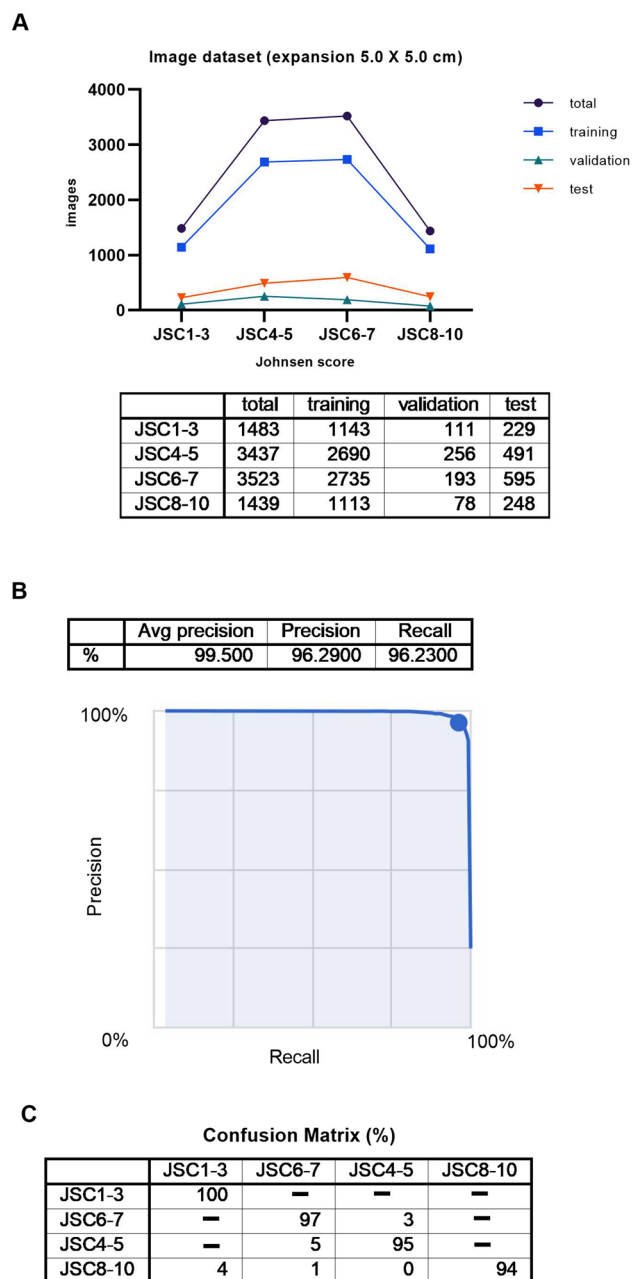 A
Image dataset (expansion 5.0 X 5.0 cm)
4000
3000
2000
1000
0
images
JSC1-3 JSC4-5 JSC6-7 JSC8-10
Johnsen score
total
training
validation
test
total training validation test
JSC1-3 1483 1143 111 229
JSC4-5 3437 2690 256 491
JSC6-7 3523 2735 193 595
JSC8-10 1439 1113 78 248
B
Avg precision Precision Recall
% 99.500 96.2900 96.2300
100%
Precision
0%
100%
Recall
C
Confusion Matrix (%)
JSC1-3 JSC6-7 JSC4-5 JSC8-10
JSC1-3 100 – – –
JSC6-7 – 97 3 –
JSC4-5 – 5 95 –
JSC8-10 4 1 0 94